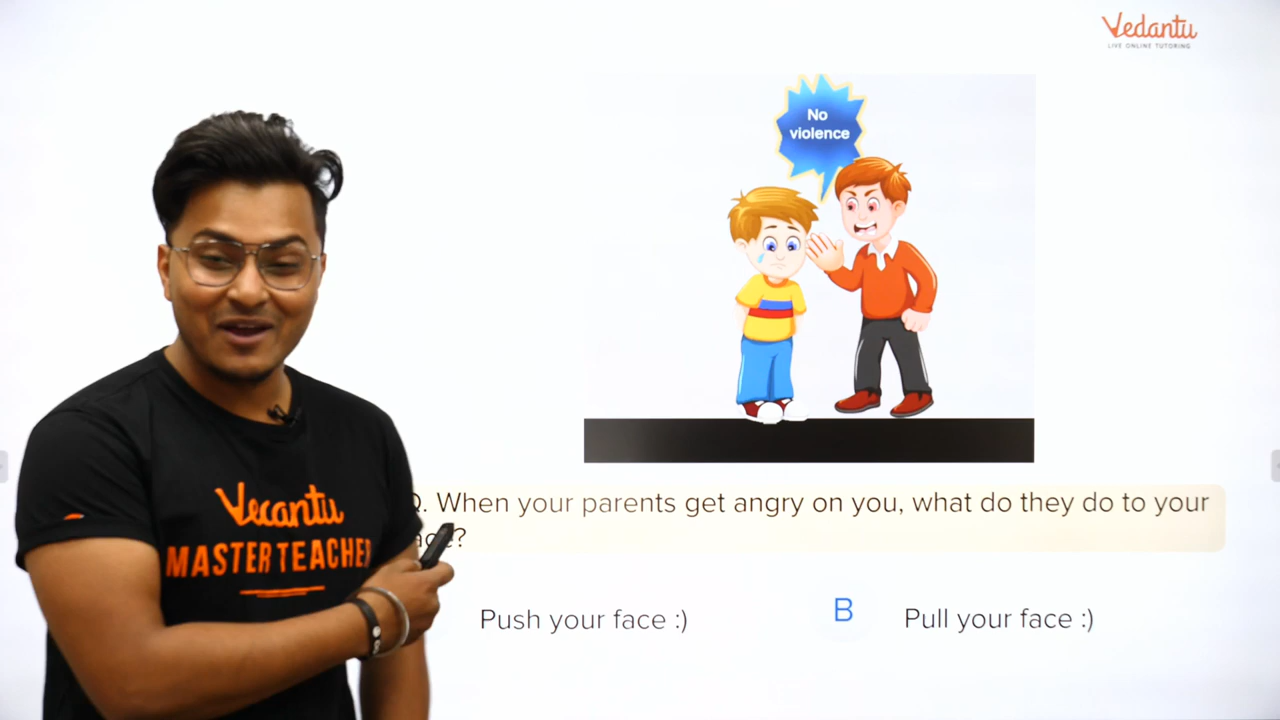 Vedantu
LIVE ONLINE TUTORING
No
violence
Vedantu
MASTER TEACHER
Q. When your parents get angry on you, what do they do to your
face?
Push your face :)
B
Pull your face :)